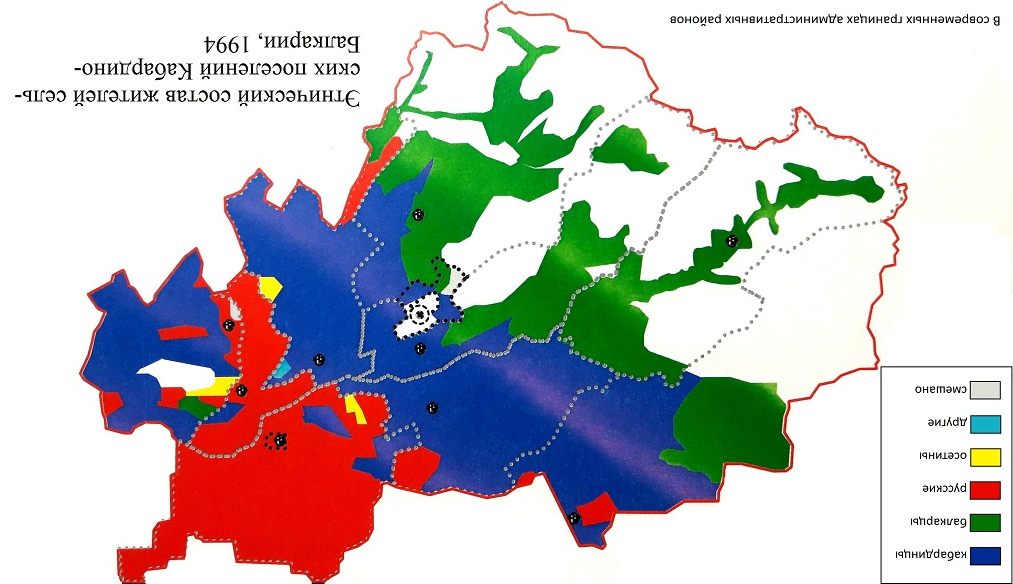 кабардинцы
балкарцы
русские
осетины
другие
смешано
Этнический состав жителей сель-
ских поселений Кабардино-
Балкарии, 1994
В современных границах административных районов